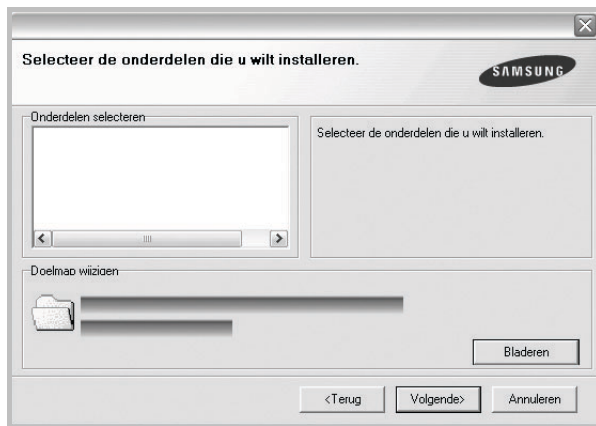 Selecteer de onderdelen die u wilt installeren.
SAMSUNG
Onderdelen selecteren
Selecteer de onderdelen die u wilt installeren.
Doelmap wijzigen
Bladeren
<Terug
Volgende>
Annuleren